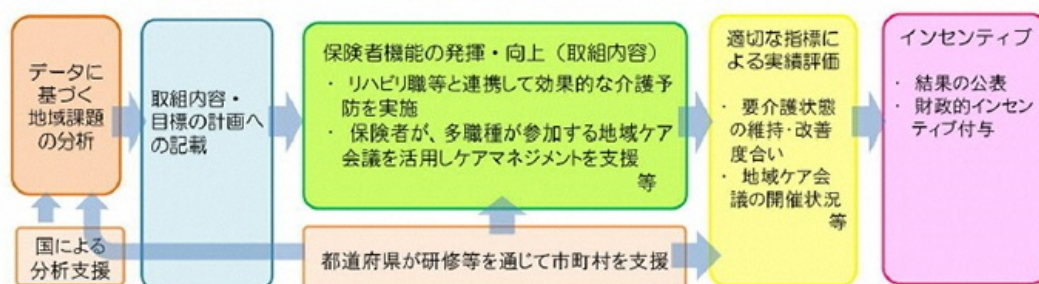 データに
基づく
地域課題
の分析
取組内容・
目標の計画へ
の記載
保険者機能の発揮・向上（取組内容）
・ リハビリ職等と連携して効果的な介護予
防を実施
・ 保険者が、多職種が参加する地域ケア
会議を活用しケアマネジメントを支援
等
適切な指標に
よる実績評価
・ 要介護状態
の維持・改善
度合い
・ 地域ケア会
議の開催状況
等
インセンティブ
・ 結果の公表
・ 財政的インセン
ティブ付与
国による
分析支援
都道府県が研修等を通じて市町村を支援